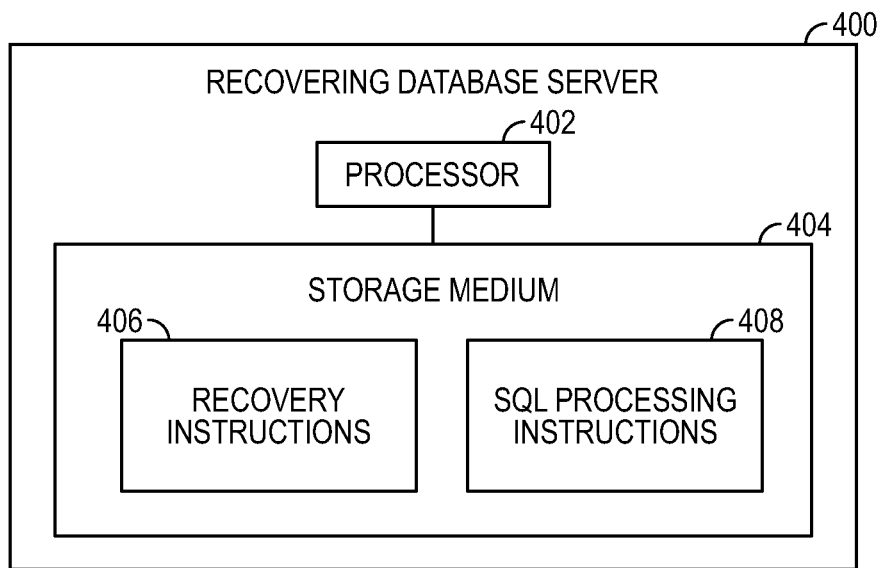 400
RECOVERING DATABASE SERVER
402
PROCESSOR
404
STORAGE MEDIUM
406
408
RECOVERY
INSTRUCTIONS
SQL PROCESSING
INSTRUCTIONS